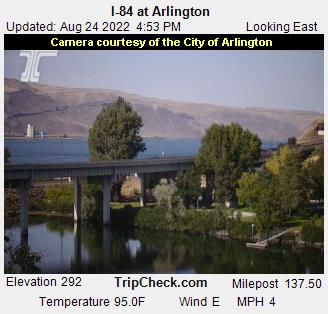 I-84 at Arlington
Updated: Aug 24 2022 4:53 PM Looking East
Camera courtesy of the City of Arlington
Elevation 292 TripCheck.com Milepost 137.50
Temperature 95.0F Wind E MPH 4